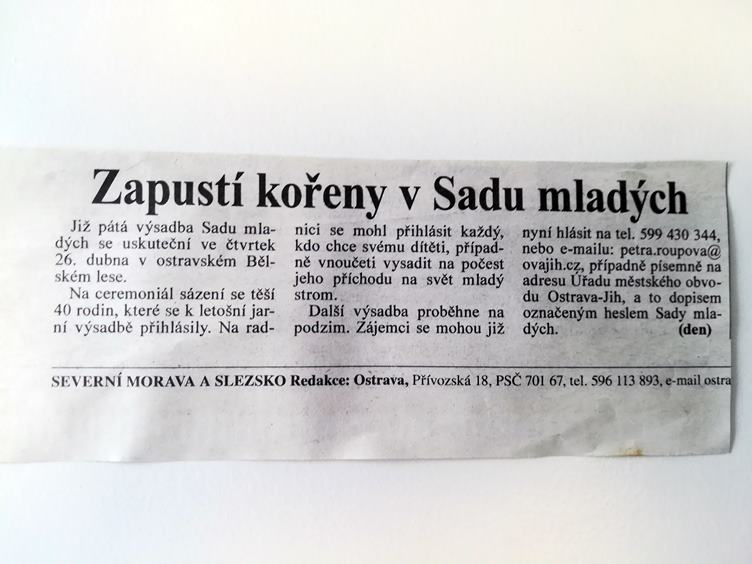 Zapustí kořeny v Sadu mladých
Již pátá výsadba Sadu mla-
dých se uskuteční ve čtvrtek
26. dubna v ostravském Běl-
ském lese.
Na ceremoniál sázení se těší
40 rodin, které se k letošní jar-
ní výsadbě přihlásily. Na rad-
nici se mohl přihlásit každý,
kdo chce svému dítěti, případ-
ně vnoučeti vysadit na počest
jeho příchodu na svět mladý
strom.
Další výsadba proběhne na
podzim. Zájemci se mohou již
nyní hlásit na tel. 599 430 344,
nebo e-mailu: petra.roupova@
ovajih.cz, případně písemně na
adresu Úřadu městského obvo-
du Ostrava-Jih, a to dopisem
označeným heslem Sady mla-
dých. (den)
SEVERNÍ MORAVA A SLEZSKO Redakce: Ostrava, Přívozská 18, PSČ 701 67, tel. 596 113 893, e-mail ostra